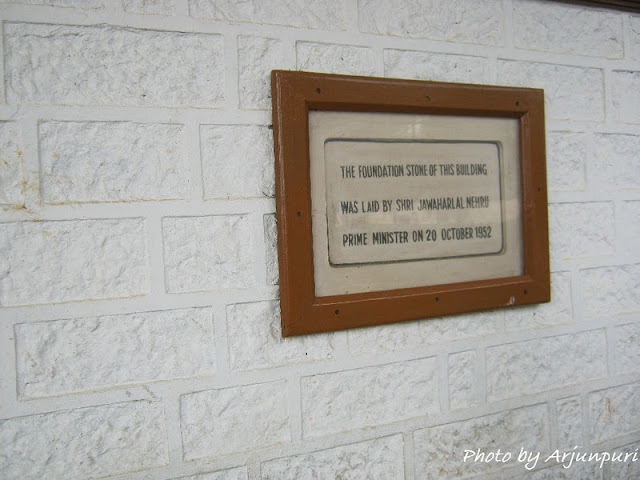 THE FOUNDATION STONE OF THIS BUILDING
WAS LAID BY SHRI JAWAHARLAL NEHRU
PRIME MINISTER ON 20 OCTOBER 1952
Photo by @ Arjunpuri